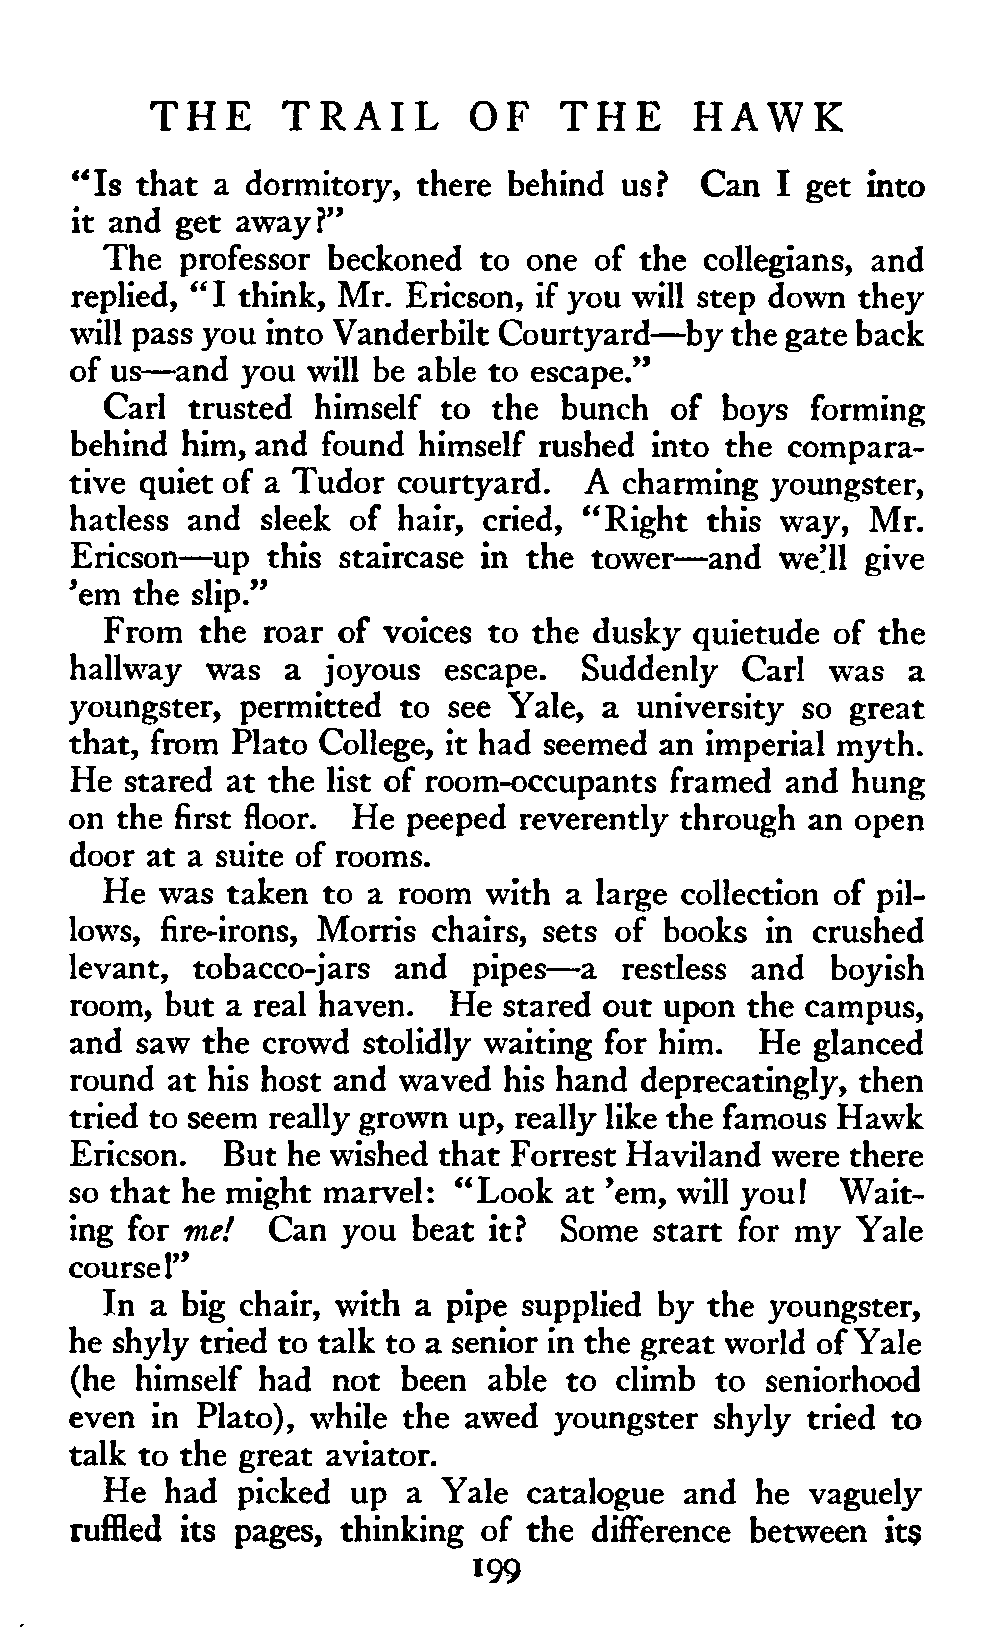 THE TRAIL OF THE HAWK
“Is that a dormitory, there behind us? Can I get into
it and get away?”
The professor beckoned to one of the collegians, and
replied, “I think, Mr. Ericson, if you will step down they
will pass you into Vanderbilt Courtyard—by the gate back
of us—and you will be able to escape.”
Carl trusted himself to the bunch of boys forming
behind him, and found himself rushed into the compara-
tive quiet of a Tudor courtyard. A charming youngster,
hatless and sleek of hair, cried, “Right this way, Mr.
Ericson—up this staircase in the tower—and we’ll give
’em the slip.”
From the roar of voices to the dusky quietude of the
hallway was a joyous escape. Suddenly Carl was a
youngster, permitted to see Yale, a university so great
that, from Plato College, it had seemed an imperial myth.
He stared at the list of room-occupants framed and hung
on the first floor. He peeped reverently through an open
door at a suite of rooms.
He was taken to a room with a large collection of pil-
lows, fire-irons, Morris chairs, sets of books in crushed
levant, tobacco-jars and pipes—a restless and boyish
room, but a real haven. He stared out upon the campus,
and saw the crowd stolidly waiting for him. He glanced
round at his host and waved his hand deprecatingly, then
tried to seem really grown up, really like the famous Hawk
Ericson. But he wished that Forrest Haviland were there
so that he might marvel: “Look at ’em, will you! Wait-
ing for me! Can you beat it? Some start for my Yale
course!”
In a big chair, with a pipe supplied by the youngster,
he shyly tried to talk to a senior in the great world of Yale
(he himself had not been able to climb to seniorhood
even in Plato), while the awed youngster shyly tried to
talk to the great aviator.
He had picked up a Yale catalogue and he vaguely
ruffled its pages, thinking of the difference between its
199